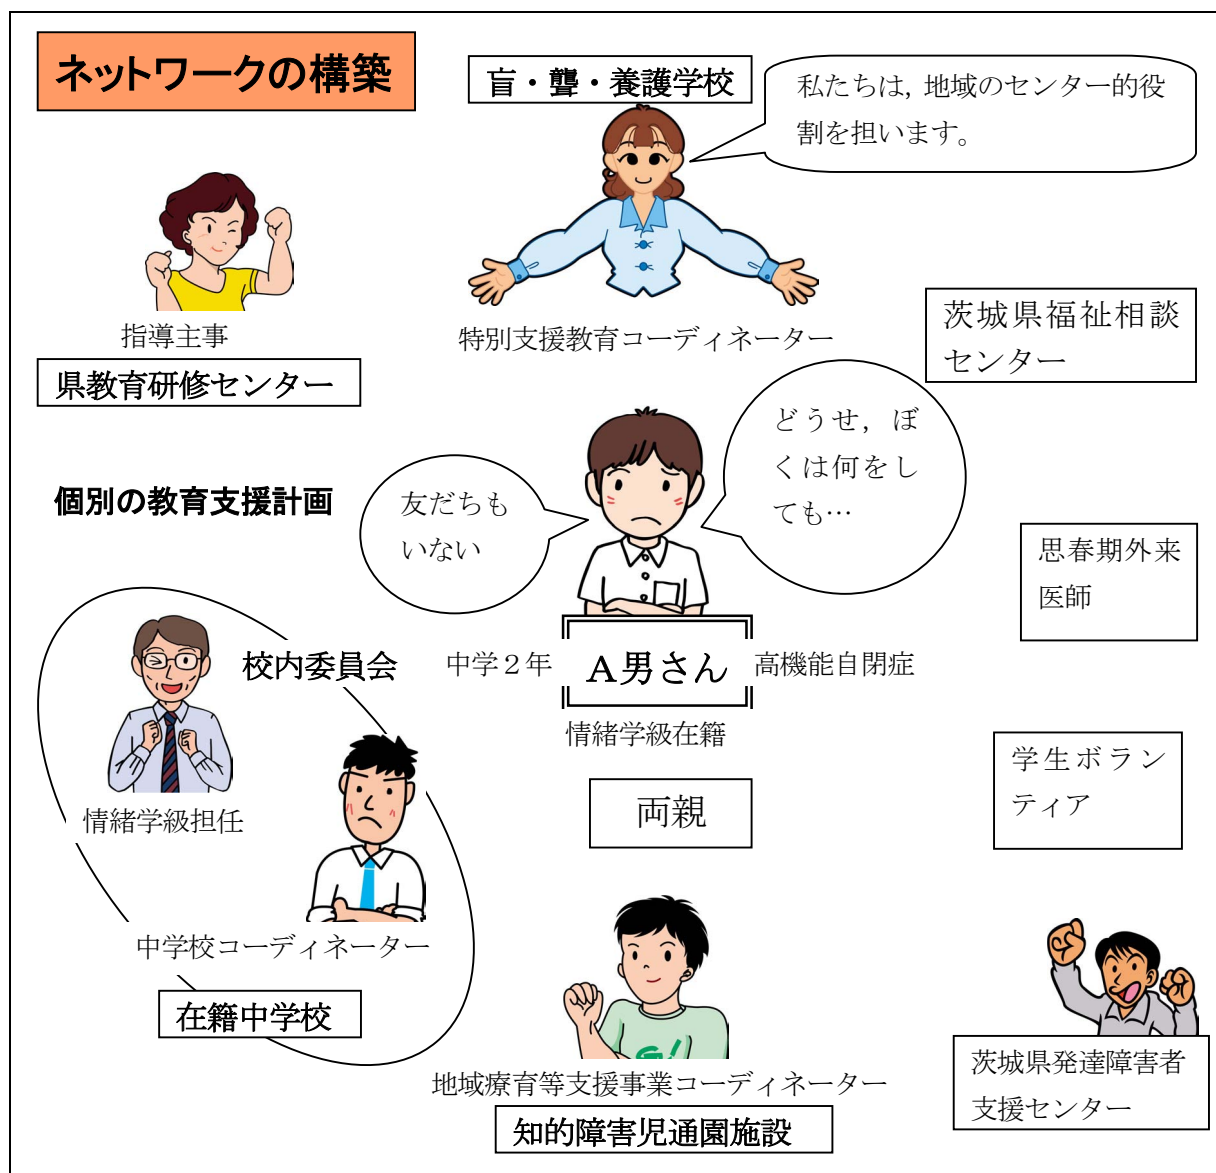 ネットワークの構築
盲・聾・養護学校
私たちは，地域のセンター的役
割を担います。
指導主事
県教育研修センター
特別支援教育コーディネーター
茨城県福祉相談
センター
個別の教育支援計画
友だちも
いない
どうせ，ぼ
くは何をし
ても…
思春期外来
医師
校内委員会
中学２年
Ａ男さん
高機能自閉症
情緒学級在籍
両親
学生ボラン
ティア
情緒学級担任
中学校コーディネーター
在籍中学校
地域療育等支援事業コーディネーター
知的障害児通園施設
茨城県発達障害者
支援センター